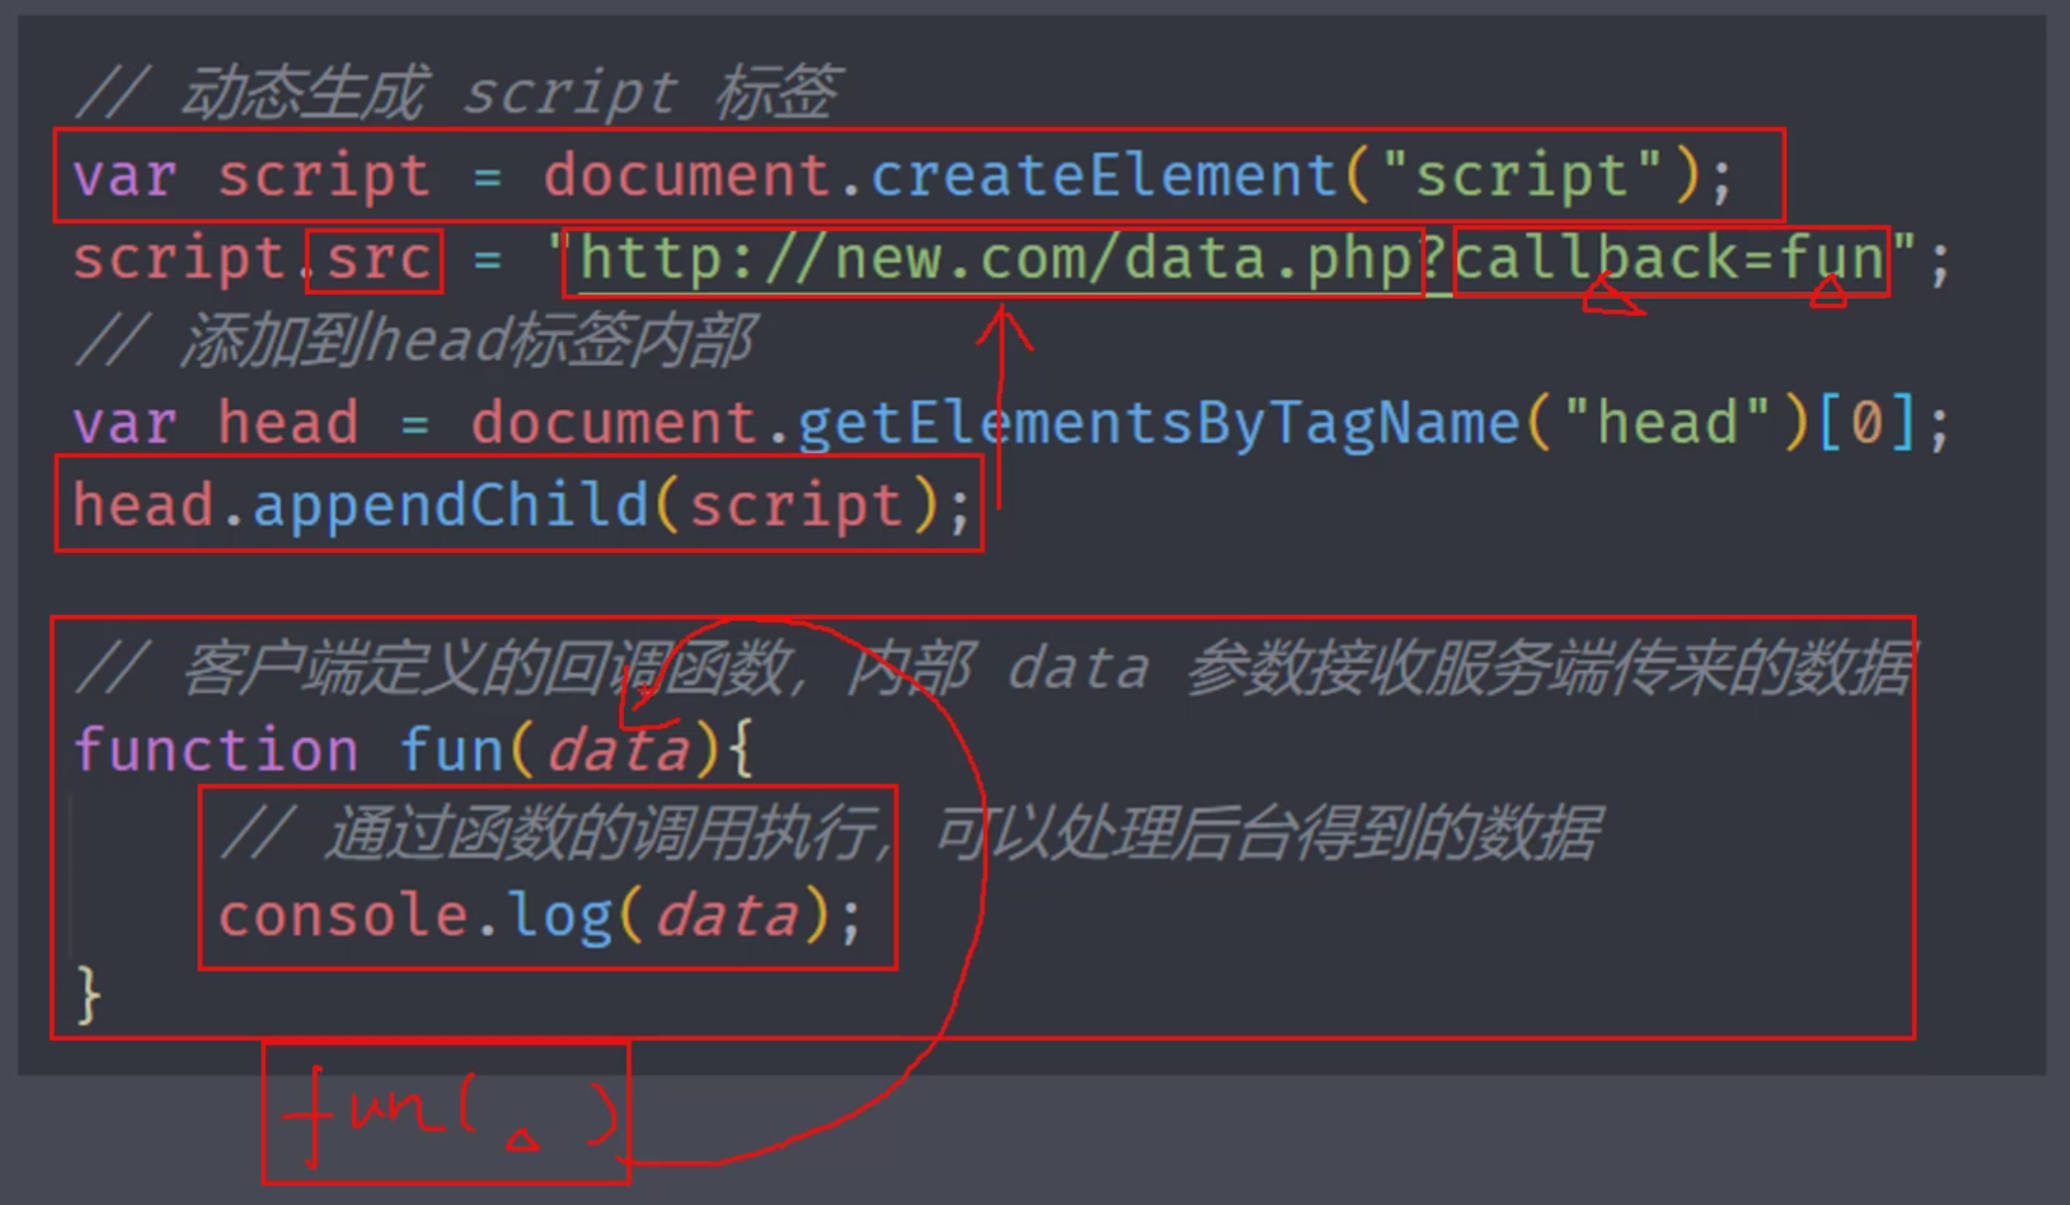 // 动态生成 script 标签
var script = document.createElement("script");
script.src = "http://new.com/data.php?callback=fun";
// 添加到head标签内部
var head = document.getElementsByTagName("head")[0];
head.appendChild(script);
// 客户端定义的回调函数, 内部 data 参数接收服务端传来的数据
function fun(data){
// 通过函数的调用执行, 可以处理后台得到的数据
console.log(data);
}
fun( )